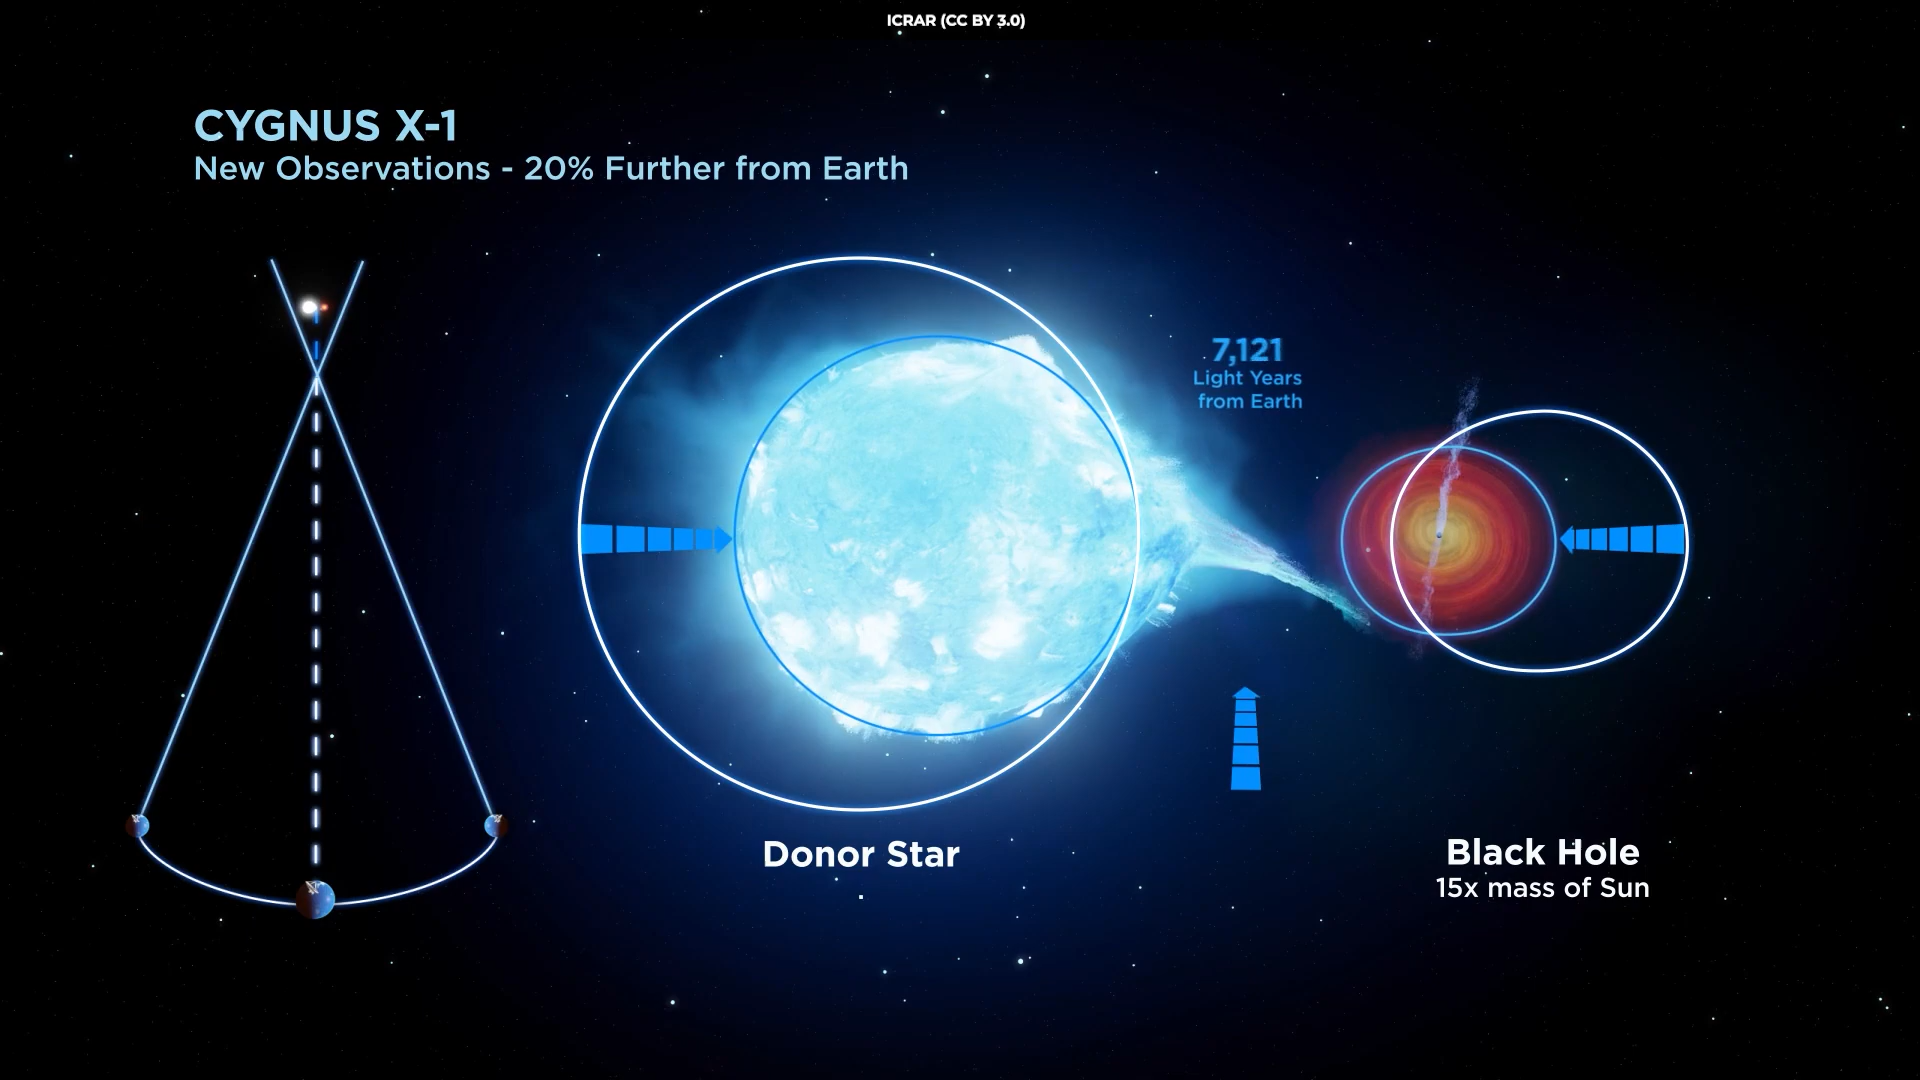 ICRAR (CC BY 3.0)
CYGNUS X-1
New Observations - 20% Further from Earth
7,121
Light Years
from Earth
Donor Star
Black Hole
15x mass of Sun